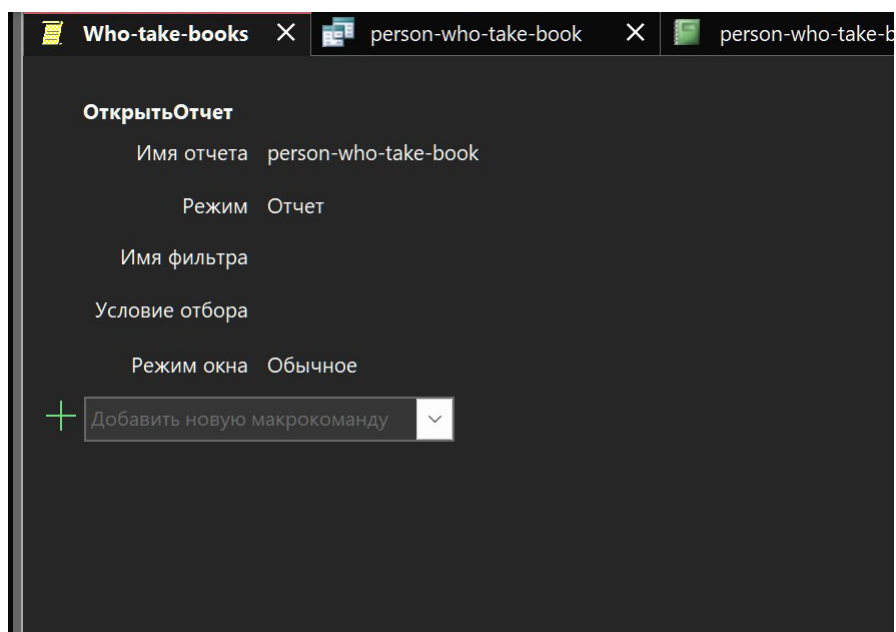 Who-take-books person-who-take-book person-who-take-b
ОткрытьОтчет
Имя отчета person-who-take-book
Режим Отчет
Имя фильтра
Условие отбора
Режим окна Обычное
Добавить новую макрокоманду